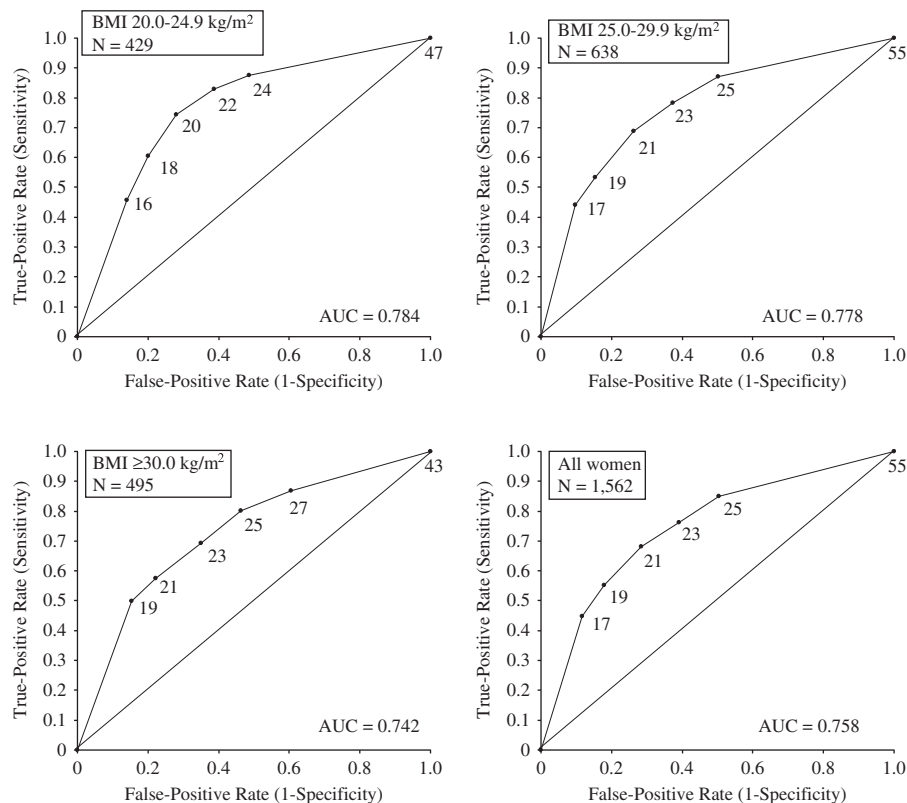 BMI 20.0-24.9 kg/m²
N = 429
1.0
0.9
0.8
0.7
0.6
0.5
0.4
0.3
0.2
0.1
0
True-Positive Rate (Sensitivity)
47
24
22
20
18
16
AUC = 0.784
0 0.2 0.4 0.6 0.8 1.0
False-Positive Rate (1-Specificity)
BMI 25.0-29.9 kg/m²
N = 638
1.0
0.9
0.8
0.7
0.6
0.5
0.4
0.3
0.2
0.1
0
True-Positive Rate (Sensitivity)
55
25
23
21
19
17
AUC = 0.778
0 0.2 0.4 0.6 0.8 1.0
False-Positive Rate (1-Specificity)
BMI ≥30.0 kg/m²
N = 495
1.0
0.9
0.8
0.7
0.6
0.5
0.4
0.3
0.2
0.1
0
True-Positive Rate (Sensitivity)
43
27
25
23
21
19
AUC = 0.742
0 0.2 0.4 0.6 0.8 1.0
False-Positive Rate (1-Specificity)
All women
N = 1,562
1.0
0.9
0.8
0.7
0.6
0.5
0.4
0.3
0.2
0.1
0
True-Positive Rate (Sensitivity)
55
25
23
21
19
17
AUC = 0.758
0 0.2 0.4 0.6 0.8 1.0
False-Positive Rate (1-Specificity)